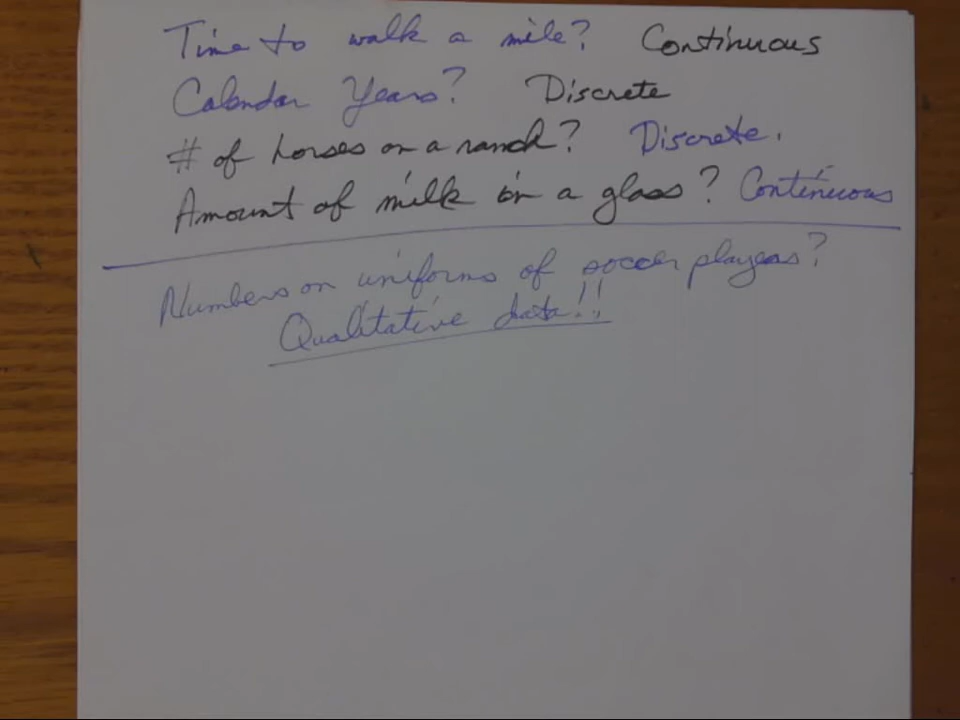 Time to walk a mile? Continuous
Calendar Years? Discrete
# of horses on a ranch? Discrete.
Amount of milk in a glass? Continuous
Numbers on uniforms of soccer players?
Qualitative data!!